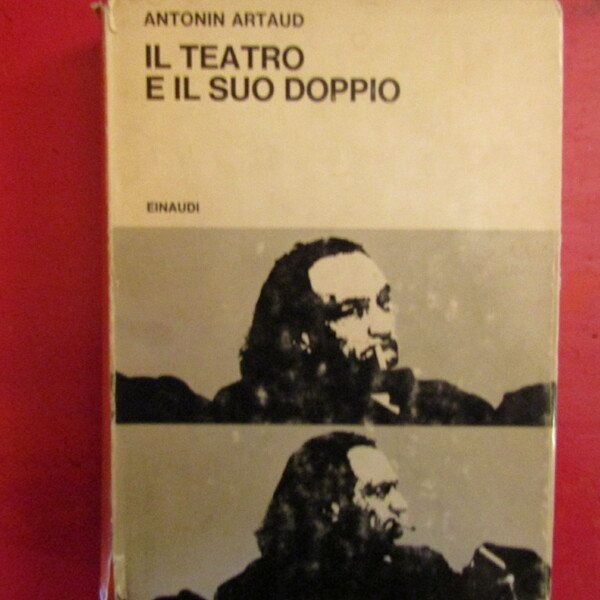 ANTONIN ARTAUD
IL TEATRO
E IL SUO DOPPIO
EINAUDI